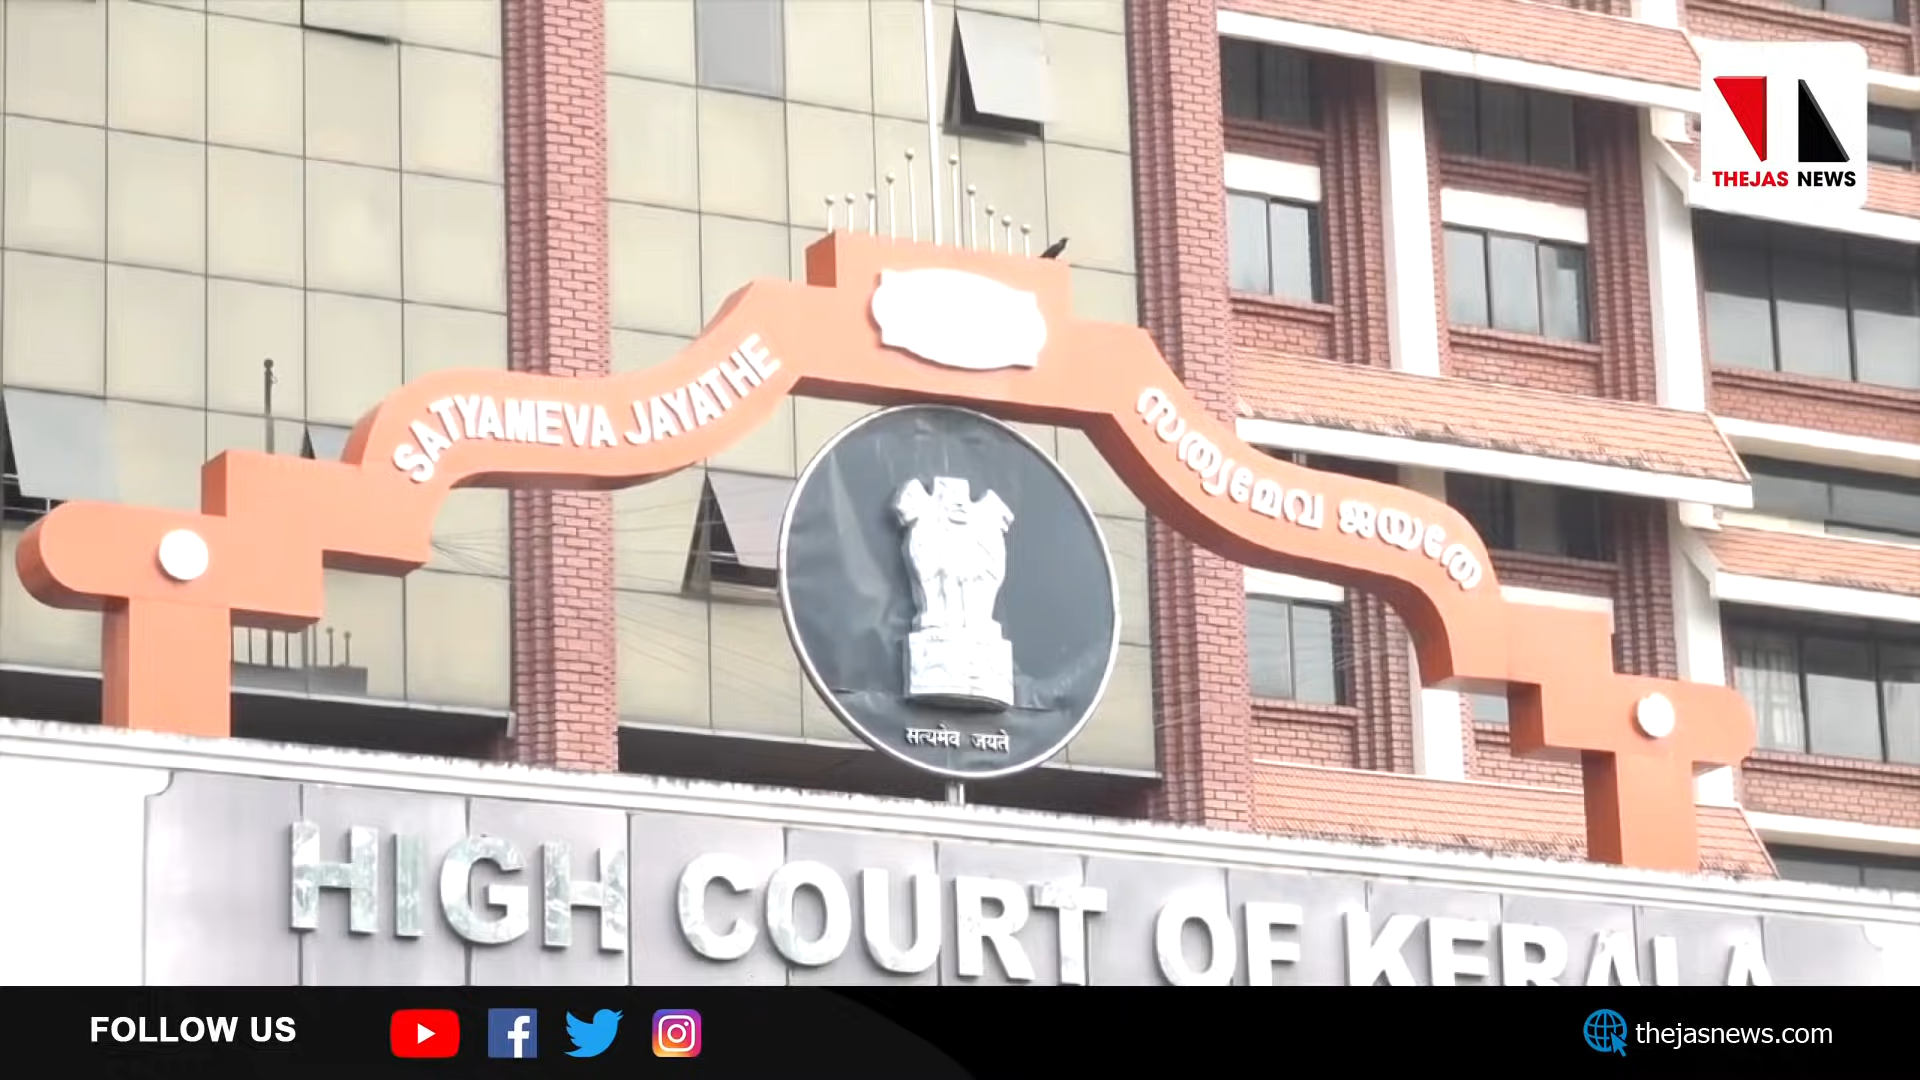 THEJAS NEWS
SATYAMEVA JAYATHE
സത്യമേവ ജയതേ
सत्यमेव जयते
HIGH COURT OF KERALA
FOLLOW US
thejasnews.com